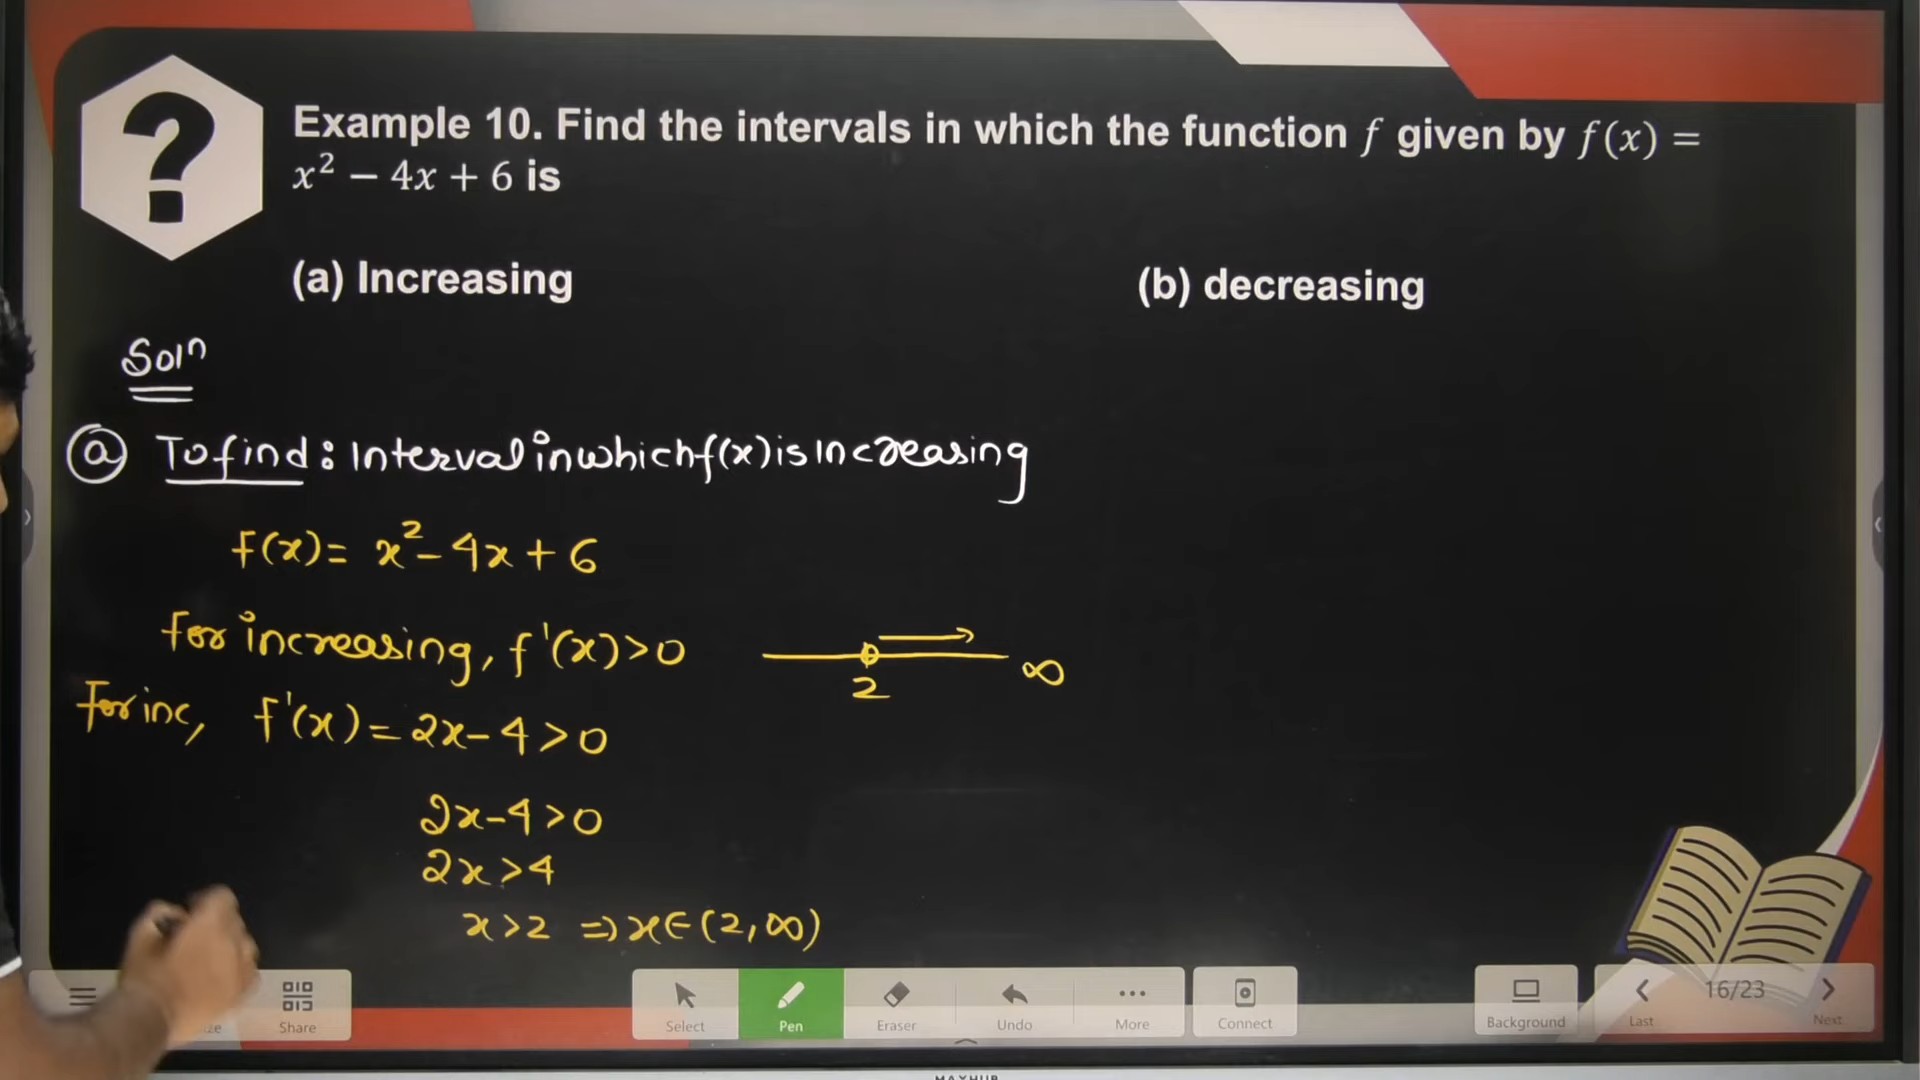 ?
Example 10. Find the intervals in which the function f given by f(x) =
x² − 4x + 6 is
(a) Increasing
(b) decreasing
Solⁿ
ⓐ To find : Interval in which f(x) is Increasing
f(x) = x² - 4x + 6
For increasing, f'(x) > 0
2
∞
For inc, f'(x) = 2x - 4 > 0
2x - 4 > 0
2x > 4
x > 2 ⇒ x ∈ (2, ∞)
Share
Select
Pen
Eraser
Undo
More
Connect
Background
Last
16/23
Next